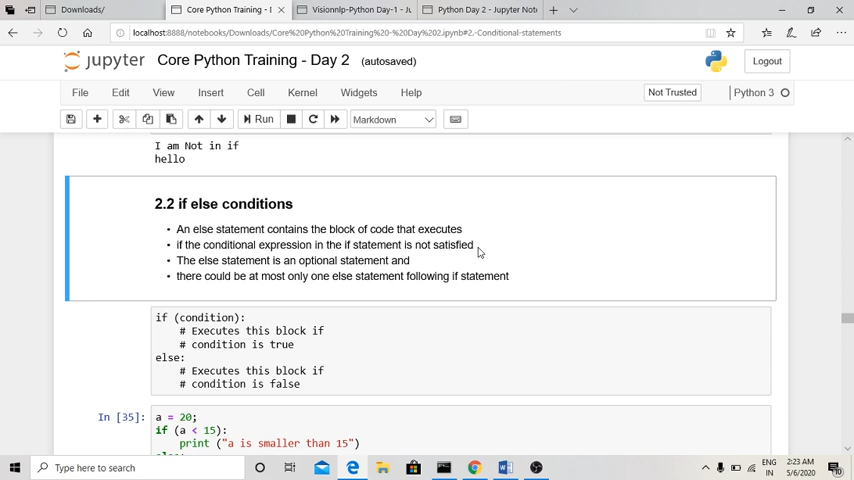 Downloads/
Core Python Training - D
Visionnlp-Python Day-1 - Ju
Python Day 2 - Jupyter Note
localhost:8888/notebooks/Downloads/Core%20Python%20Training%20-%20Day%202.ipynb#2.-Conditional-statements
jupyter Core Python Training - Day 2 (autosaved)
Logout
File Edit View Insert Cell Kernel Widgets Help
Not Trusted
Python 3
Run
Markdown
I am Not in if
hello
2.2 if else conditions
• An else statement contains the block of code that executes
• if the conditional expression in the if statement is not satisfied
• The else statement is an optional statement and
• there could be at most only one else statement following if statement
if (condition):
# Executes this block if
# condition is true
else:
# Executes this block if
# condition is false
In [35]: a = 20;
if (a < 15):
print ("a is smaller than 15")
Type here to search
ENG
IN
2:23 AM
5/6/2020